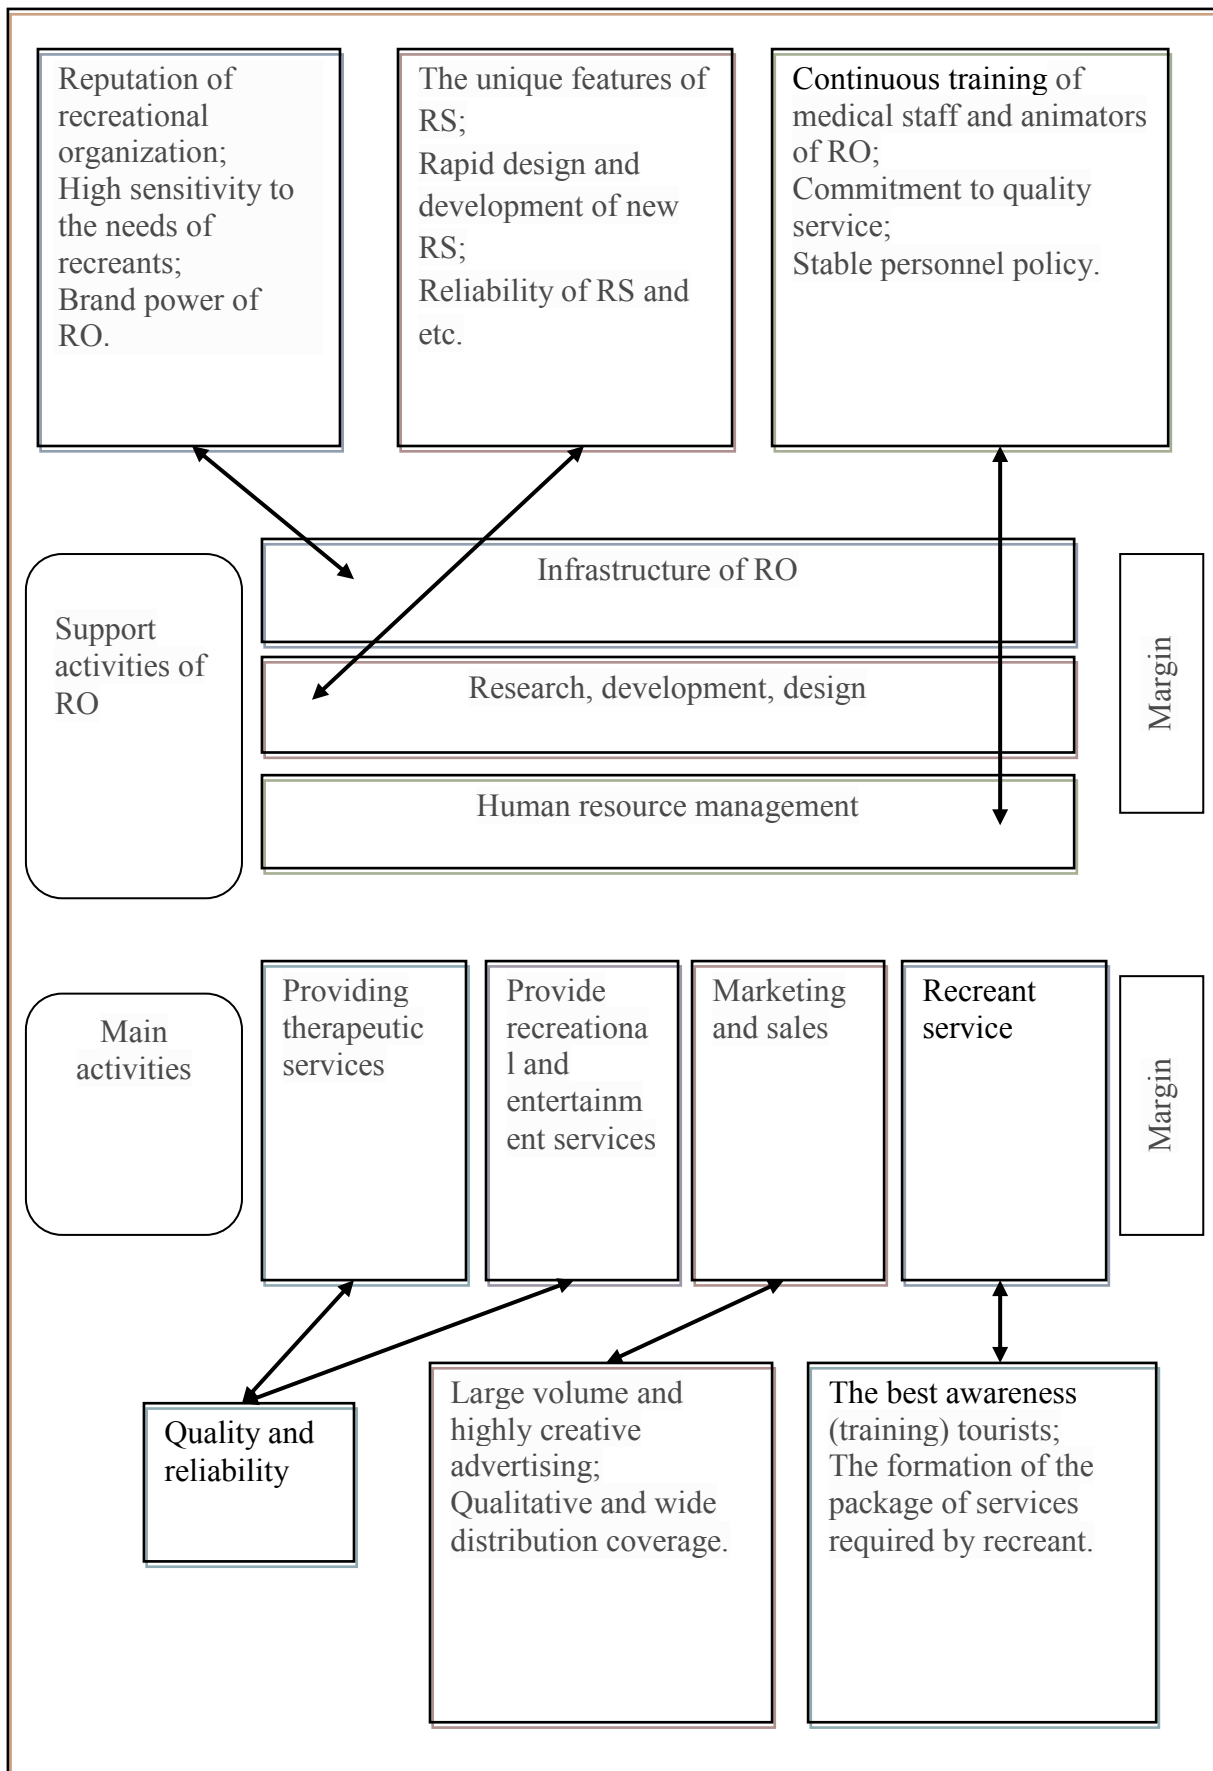 Reputation of
recreational
organization;
High sensitivity to
the needs of
recreants;
Brand power of
RO.
The unique features of
RS;
Rapid design and
development of new
RS;
Reliability of RS and
etc.
Continuous training of
medical staff and animators
of RO;
Commitment to quality
service;
Stable personnel policy.
Support
activities of
RO
Infrastructure of RO
Research, development, design
Human resource management
Margin
Main
activities
Providing
therapeutic
services
Provide
recreationa
l and
entertainm
ent services
Marketing
and sales
Recreant
service
Margin
Quality and
reliability
Large volume and
highly creative
advertising;
Qualitative and wide
distribution coverage.
The best awareness
(training) tourists;
The formation of the
package of services
required by recreant.